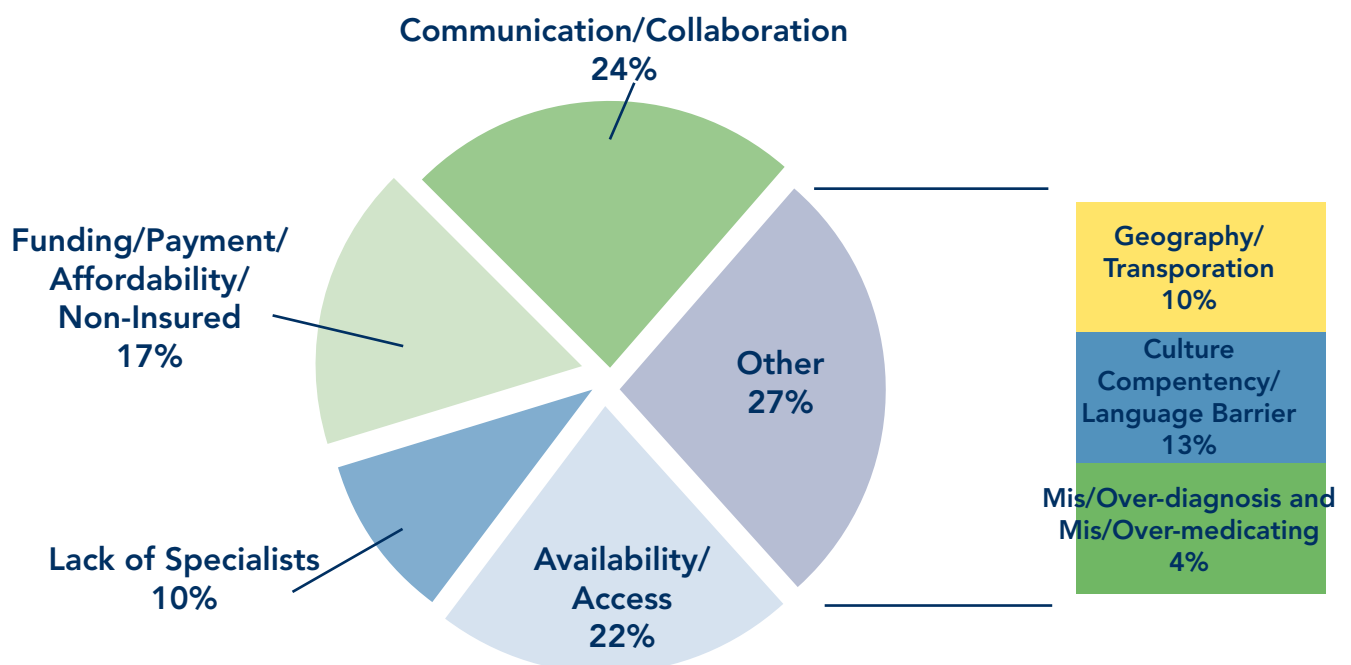 Communication/Collaboration
24%
Funding/Payment/
Affordability/
Non-Insured
17%
Other
27%
Lack of Specialists
10%
Availability/
Access
22%
Geography/
Transporation
10%
Culture
Compentency/
Language Barrier
13%
Mis/Over-diagnosis and
Mis/Over-medicating
4%